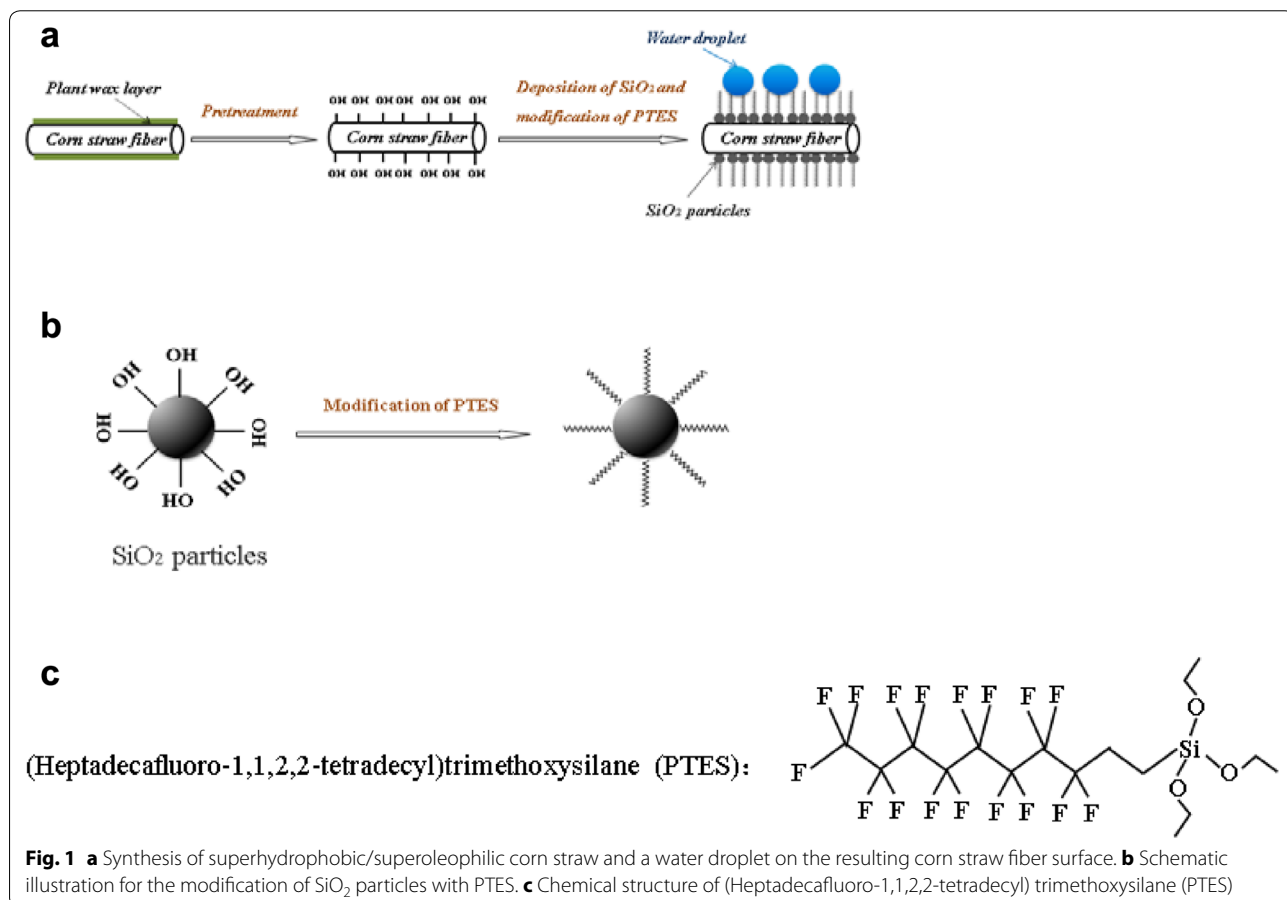 a
Water droplet
Plant wax layer
Pretreatment
Deposition of SiO2 and
modification of PTES
OH OH OH OH OH OH OH
Corn straw fiber
Corn straw fiber
Corn straw fiber
OH OH OH OH OH OH OH
SiO2 particles
b
OH
OH
OH
OH
OH
HO
HO
HO
Modification of PTES
SiO2 particles
c
(Heptadecafluoro-1,1,2,2-tetradecyl)trimethoxysilane (PTES):
F F F F F F F F
O
Si
F
O
O
F F F F F F F F
Fig. 1 a Synthesis of superhydrophobic/superoleophilic corn straw and a water droplet on the resulting corn straw fiber surface. b Schematic
illustration for the modification of SiO2 particles with PTES. c Chemical structure of (Heptadecafluoro-1,1,2,2-tetradecyl) trimethoxysilane (PTES)